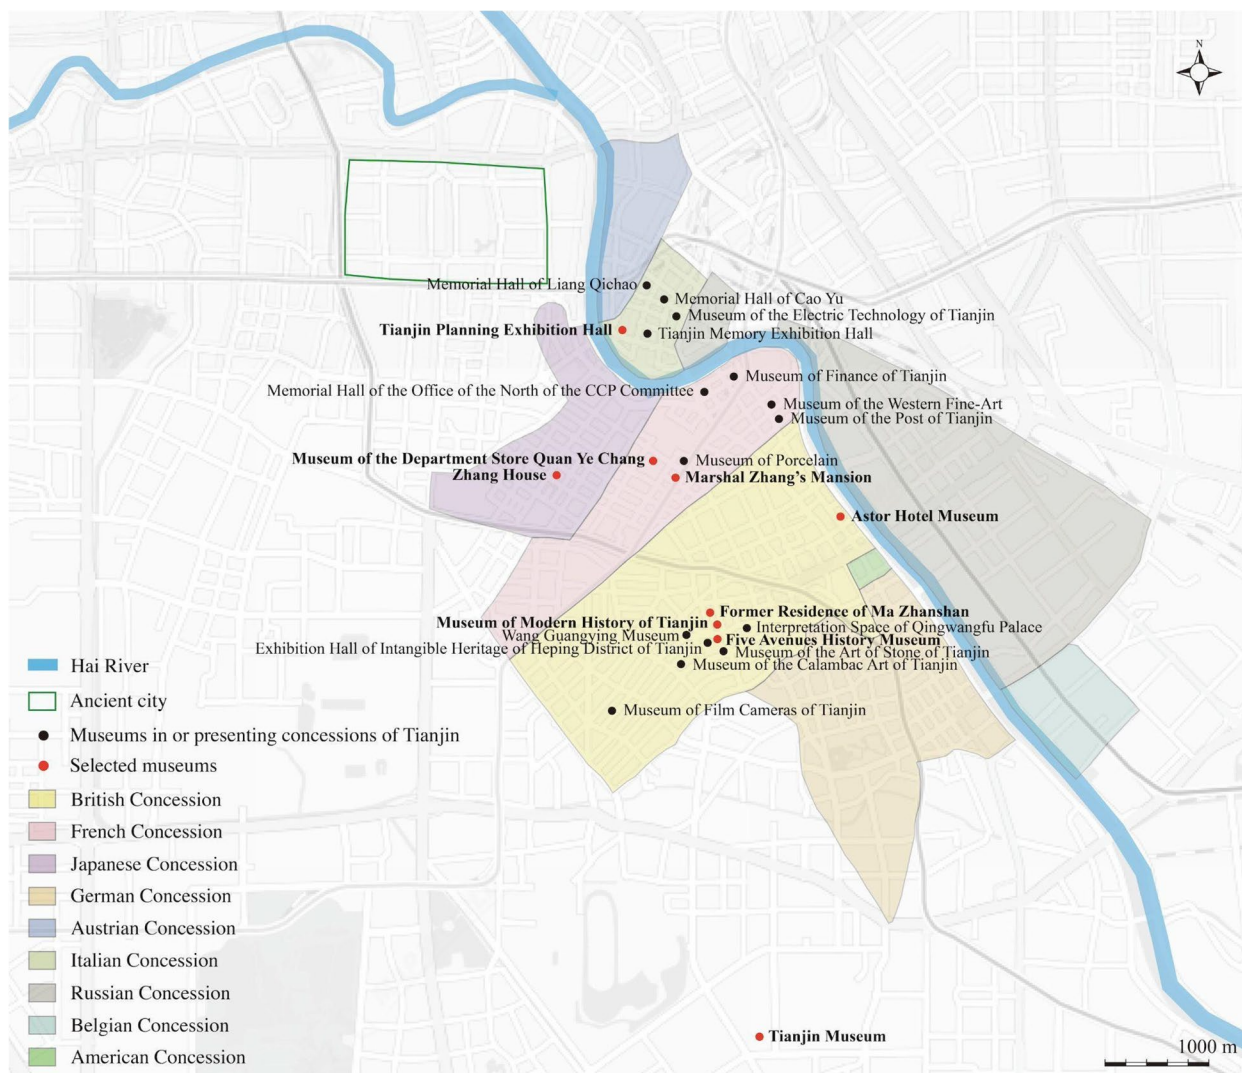 N
Memorial Hall of Liang Qichao
Memorial Hall of Cao Yu
Museum of the Electric Technology of Tianjin
Tianjin Planning Exhibition Hall
Tianjin Memory Exhibition Hall
Museum of Finance of Tianjin
Memorial Hall of the Office of the North of the CCP Committee
Museum of the Western Fine-Art
Museum of the Post of Tianjin
Museum of the Department Store Quan Ye Chang
Museum of Porcelain
Zhang House
Marshal Zhang's Mansion
Astor Hotel Museum
Former Residence of Ma Zhanshan
Museum of Modern History of Tianjin
Interpretation Space of Qingwangfu Palace
Wang Guangying Museum
Five Avenues History Museum
Exhibition Hall of Intangible Heritage of Heping District of Tianjin
Museum of the Art of Stone of Tianjin
Museum of the Calambac Art of Tianjin
Museum of Film Cameras of Tianjin
Hai River
Ancient city
Museums in or presenting concessions of Tianjin
Selected museums
British Concession
French Concession
Japanese Concession
German Concession
Austrian Concession
Italian Concession
Russian Concession
Belgian Concession
American Concession
Tianjin Museum
1000 m